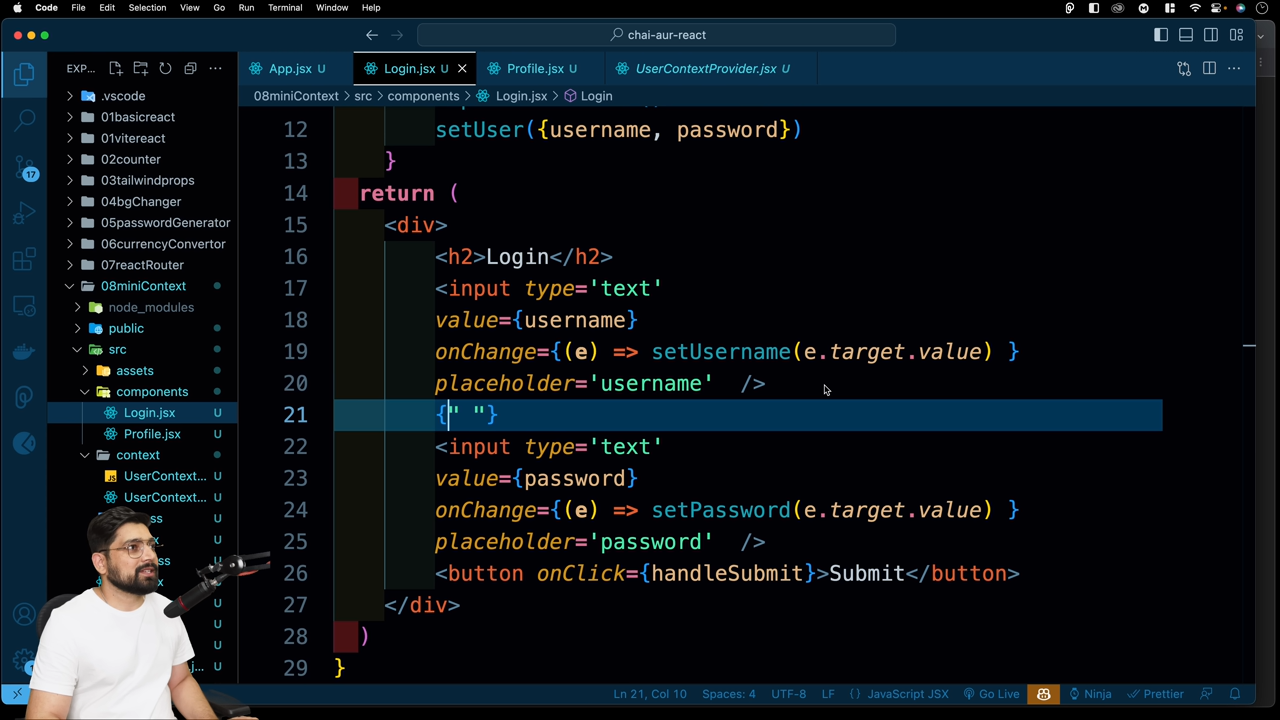 Code File Edit Selection View Go Run Terminal Window Help
chai-aur-react
EXP...
App.jsx U Login.jsx U Profile.jsx U UserContextProvider.jsx U
08miniContext > src > components > Login.jsx > Login
.vscode
01basicreact
01vitereact
02counter
03tailwindprops
04bgChanger
05passwordGenerator
06currencyConvertor
07reactRouter
08miniContext
node_modules
public
src
assets
components
Login.jsx U
Profile.jsx U
context
UserContext... U
UserContext... U
U
U
U
U
U
U
U
U
17
12 setUser({username, password})
13 }
14 return (
15 <div>
16 <h2>Login</h2>
17 <input type='text'
18 value={username}
19 onChange={(e) => setUsername(e.target.value) }
20 placeholder='username' />
21 {" "}
22 <input type='text'
23 value={password}
24 onChange={(e) => setPassword(e.target.value) }
25 placeholder='password' />
26 <button onClick={handleSubmit}>Submit</button>
27 </div>
28 )
29 }
Ln 21, Col 10 Spaces: 4 UTF-8 LF {} JavaScript JSX Go Live Ninja Prettier